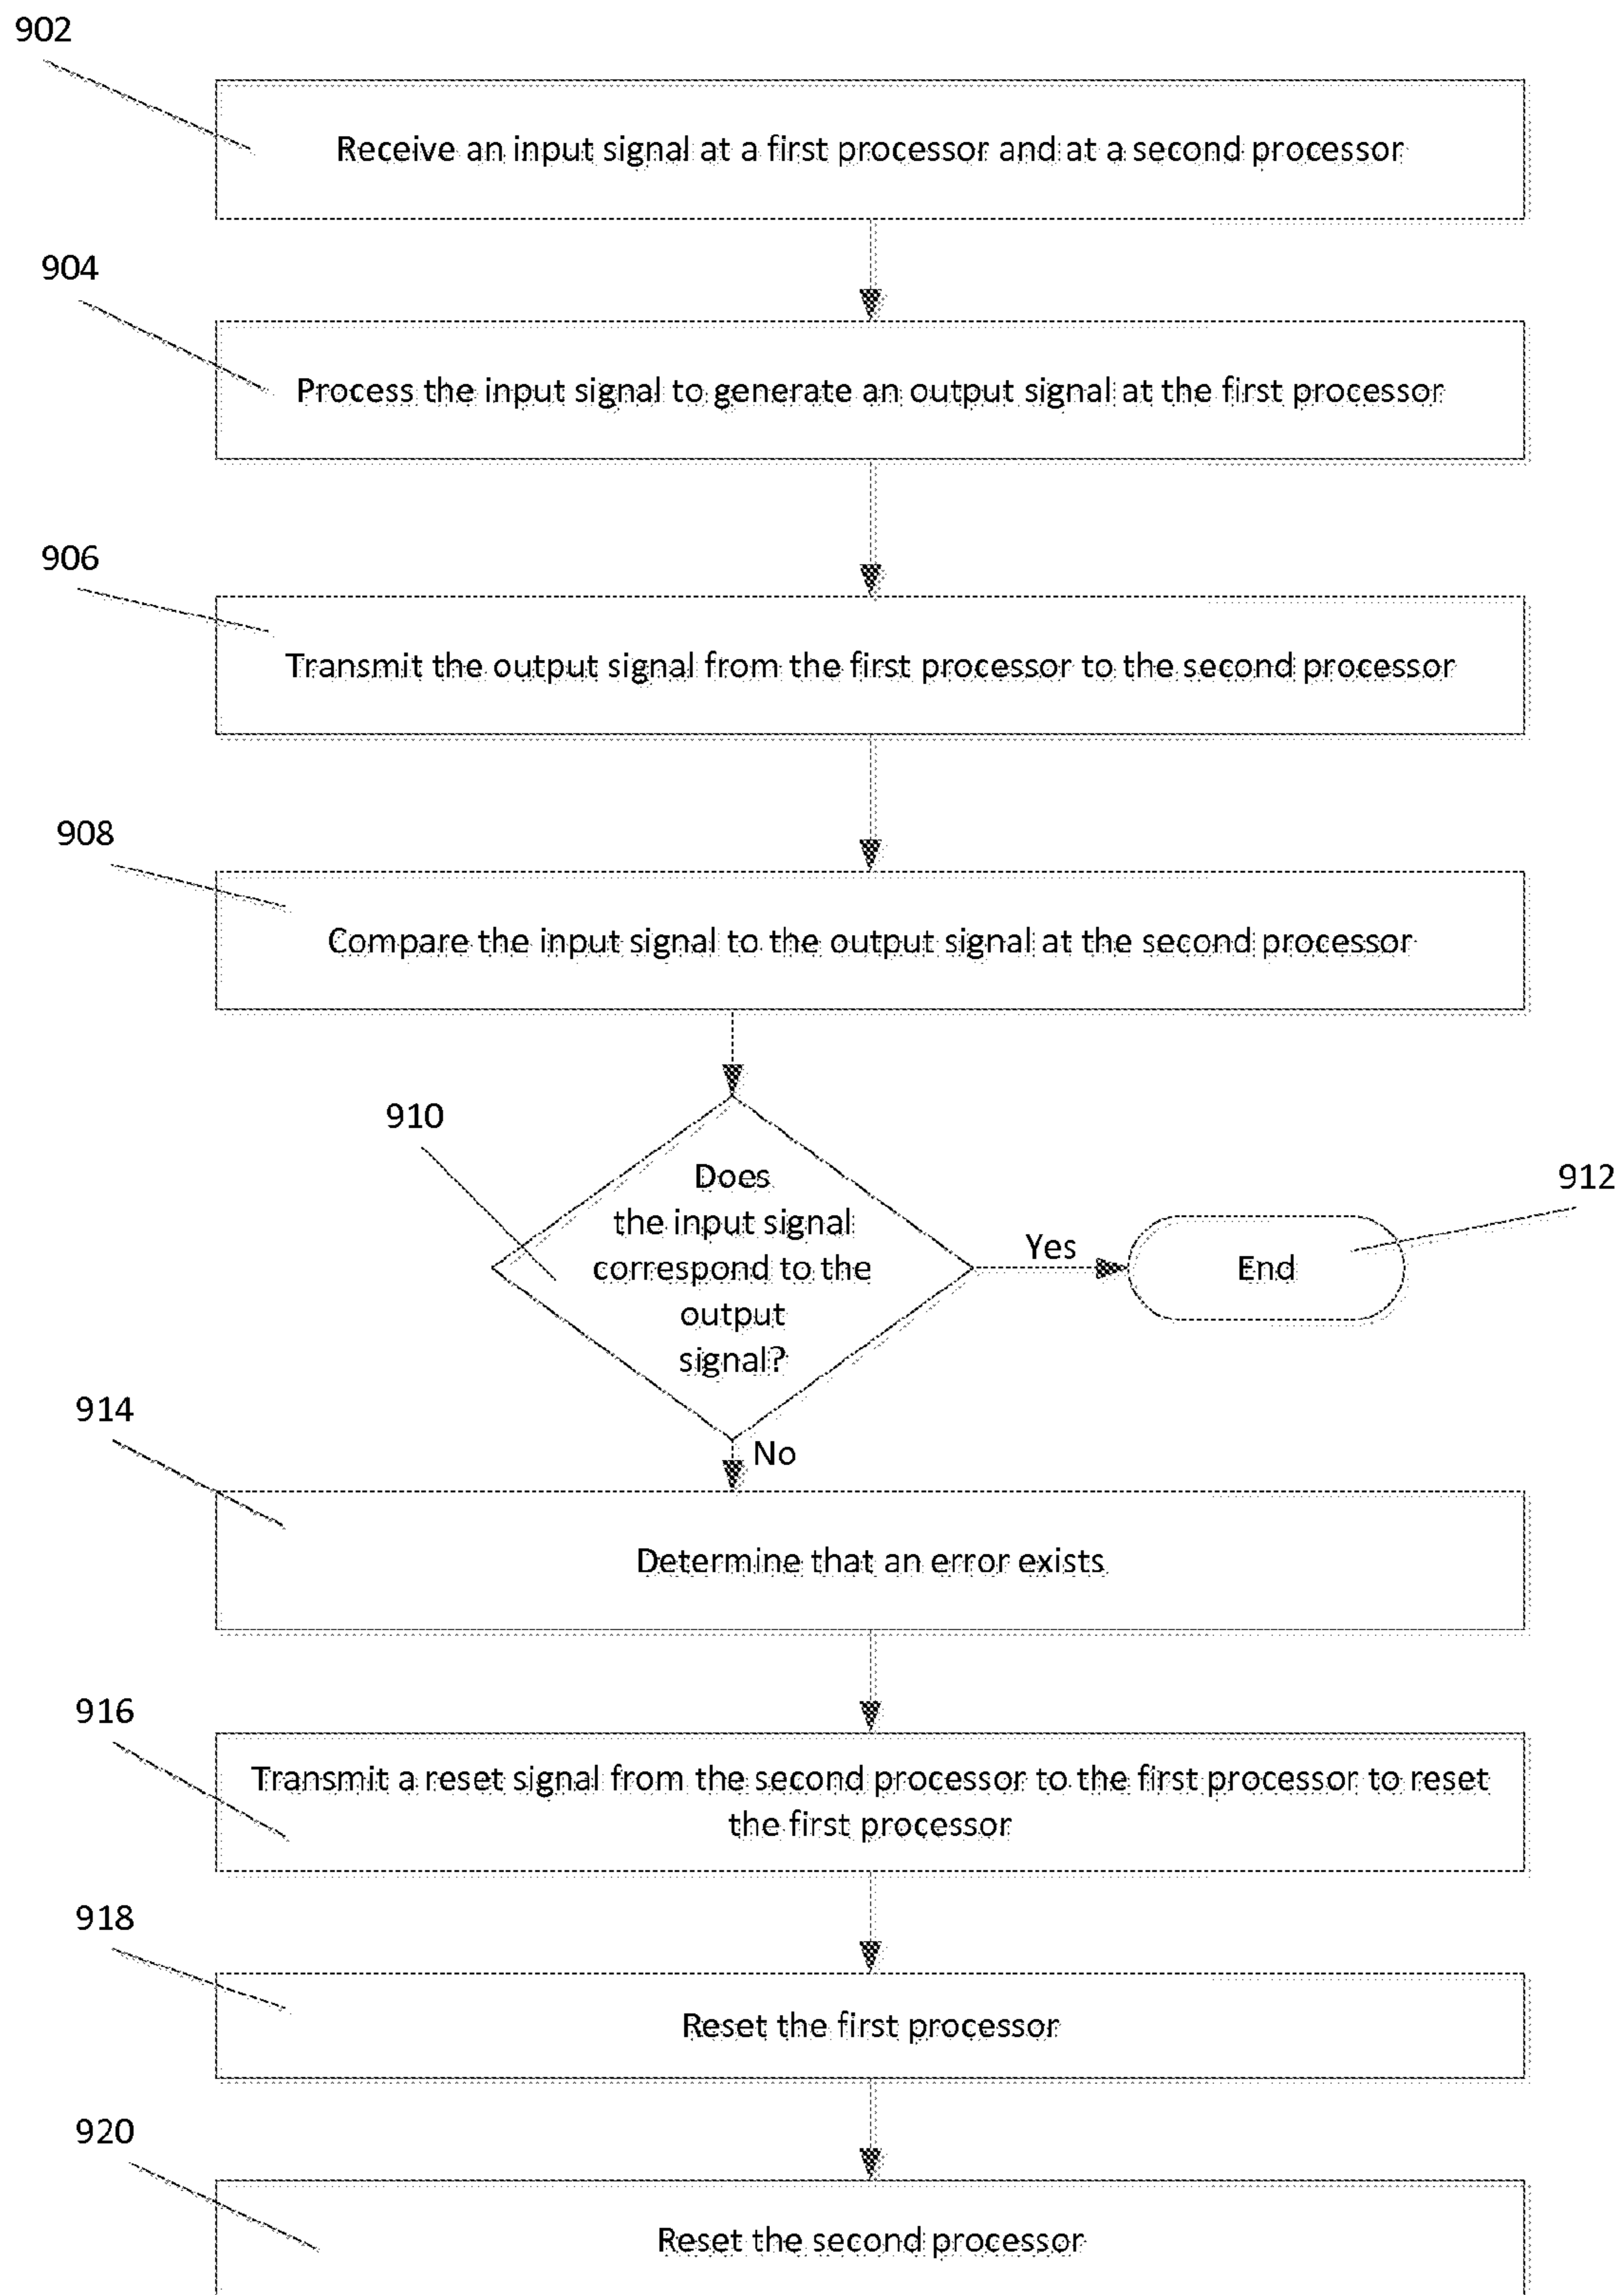 902
Receive an input signal at a first processor and at a second processor
904
Process the input signal to generate an output signal at the first processor
906
Transmit the output signal from the first processor to the second processor
908
Compare the input signal to the output signal at the second processor
910
Does
the input signal
correspond to the
output
signal?
Yes
End
912
No
914
Determine that an error exists
916
Transmit a reset signal from the second processor to the first processor to reset
the first processor
918
Reset the first processor
920
Reset the second processor